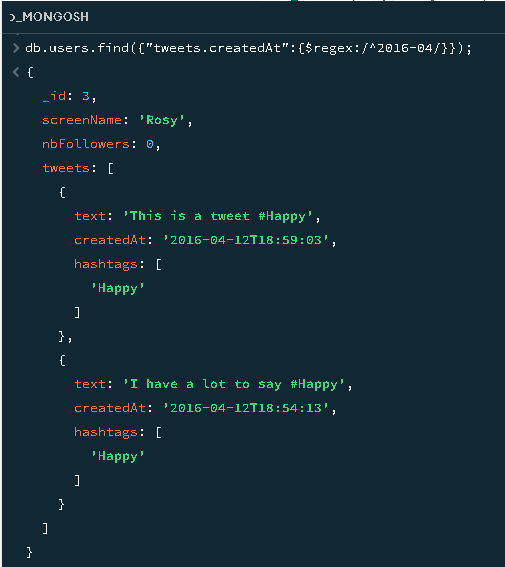 >_MONGOSH
> db.users.find({"tweets.createdAt":{$regex:/^2016-04/}});
< {
_id: 3,
screenName: 'Rosy',
nbFollowers: 0,
tweets: [
{
text: 'This is a tweet #Happy',
createdAt: '2016-04-12T18:59:03',
hashtags: [
'Happy'
]
},
{
text: 'I have a lot to say #Happy',
createdAt: '2016-04-12T18:54:13',
hashtags: [
'Happy'
]
}
]
}